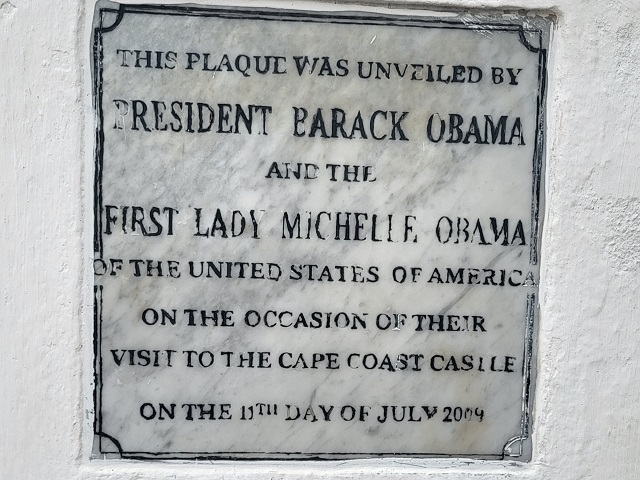 THIS PLAQUE WAS UNVEILED BY
PRESIDENT BARACK OBAMA
AND THE
FIRST LADY MICHELLE OBAMA
OF THE UNITED STATES OF AMERICA
ON THE OCCASION OF THEIR
VISIT TO THE CAPE COAST CASTLE
ON THE 11TH DAY OF JULY 2009